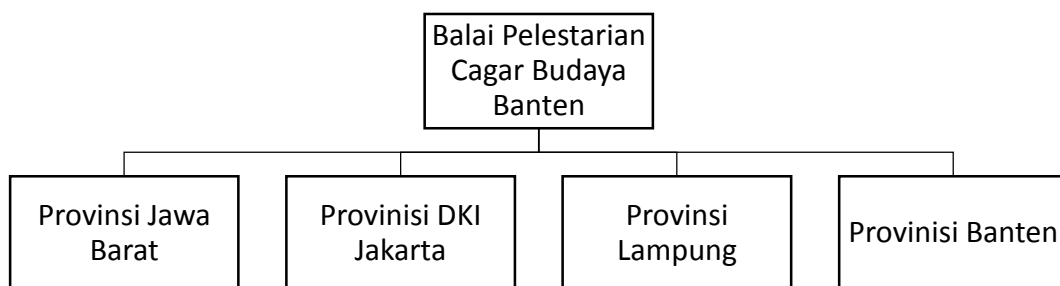 Balai Pelestarian
Cagar Budaya
Banten
Provinsi Jawa
Barat
Provinisi DKI
Jakarta
Provinsi
Lampung
Provinisi Banten